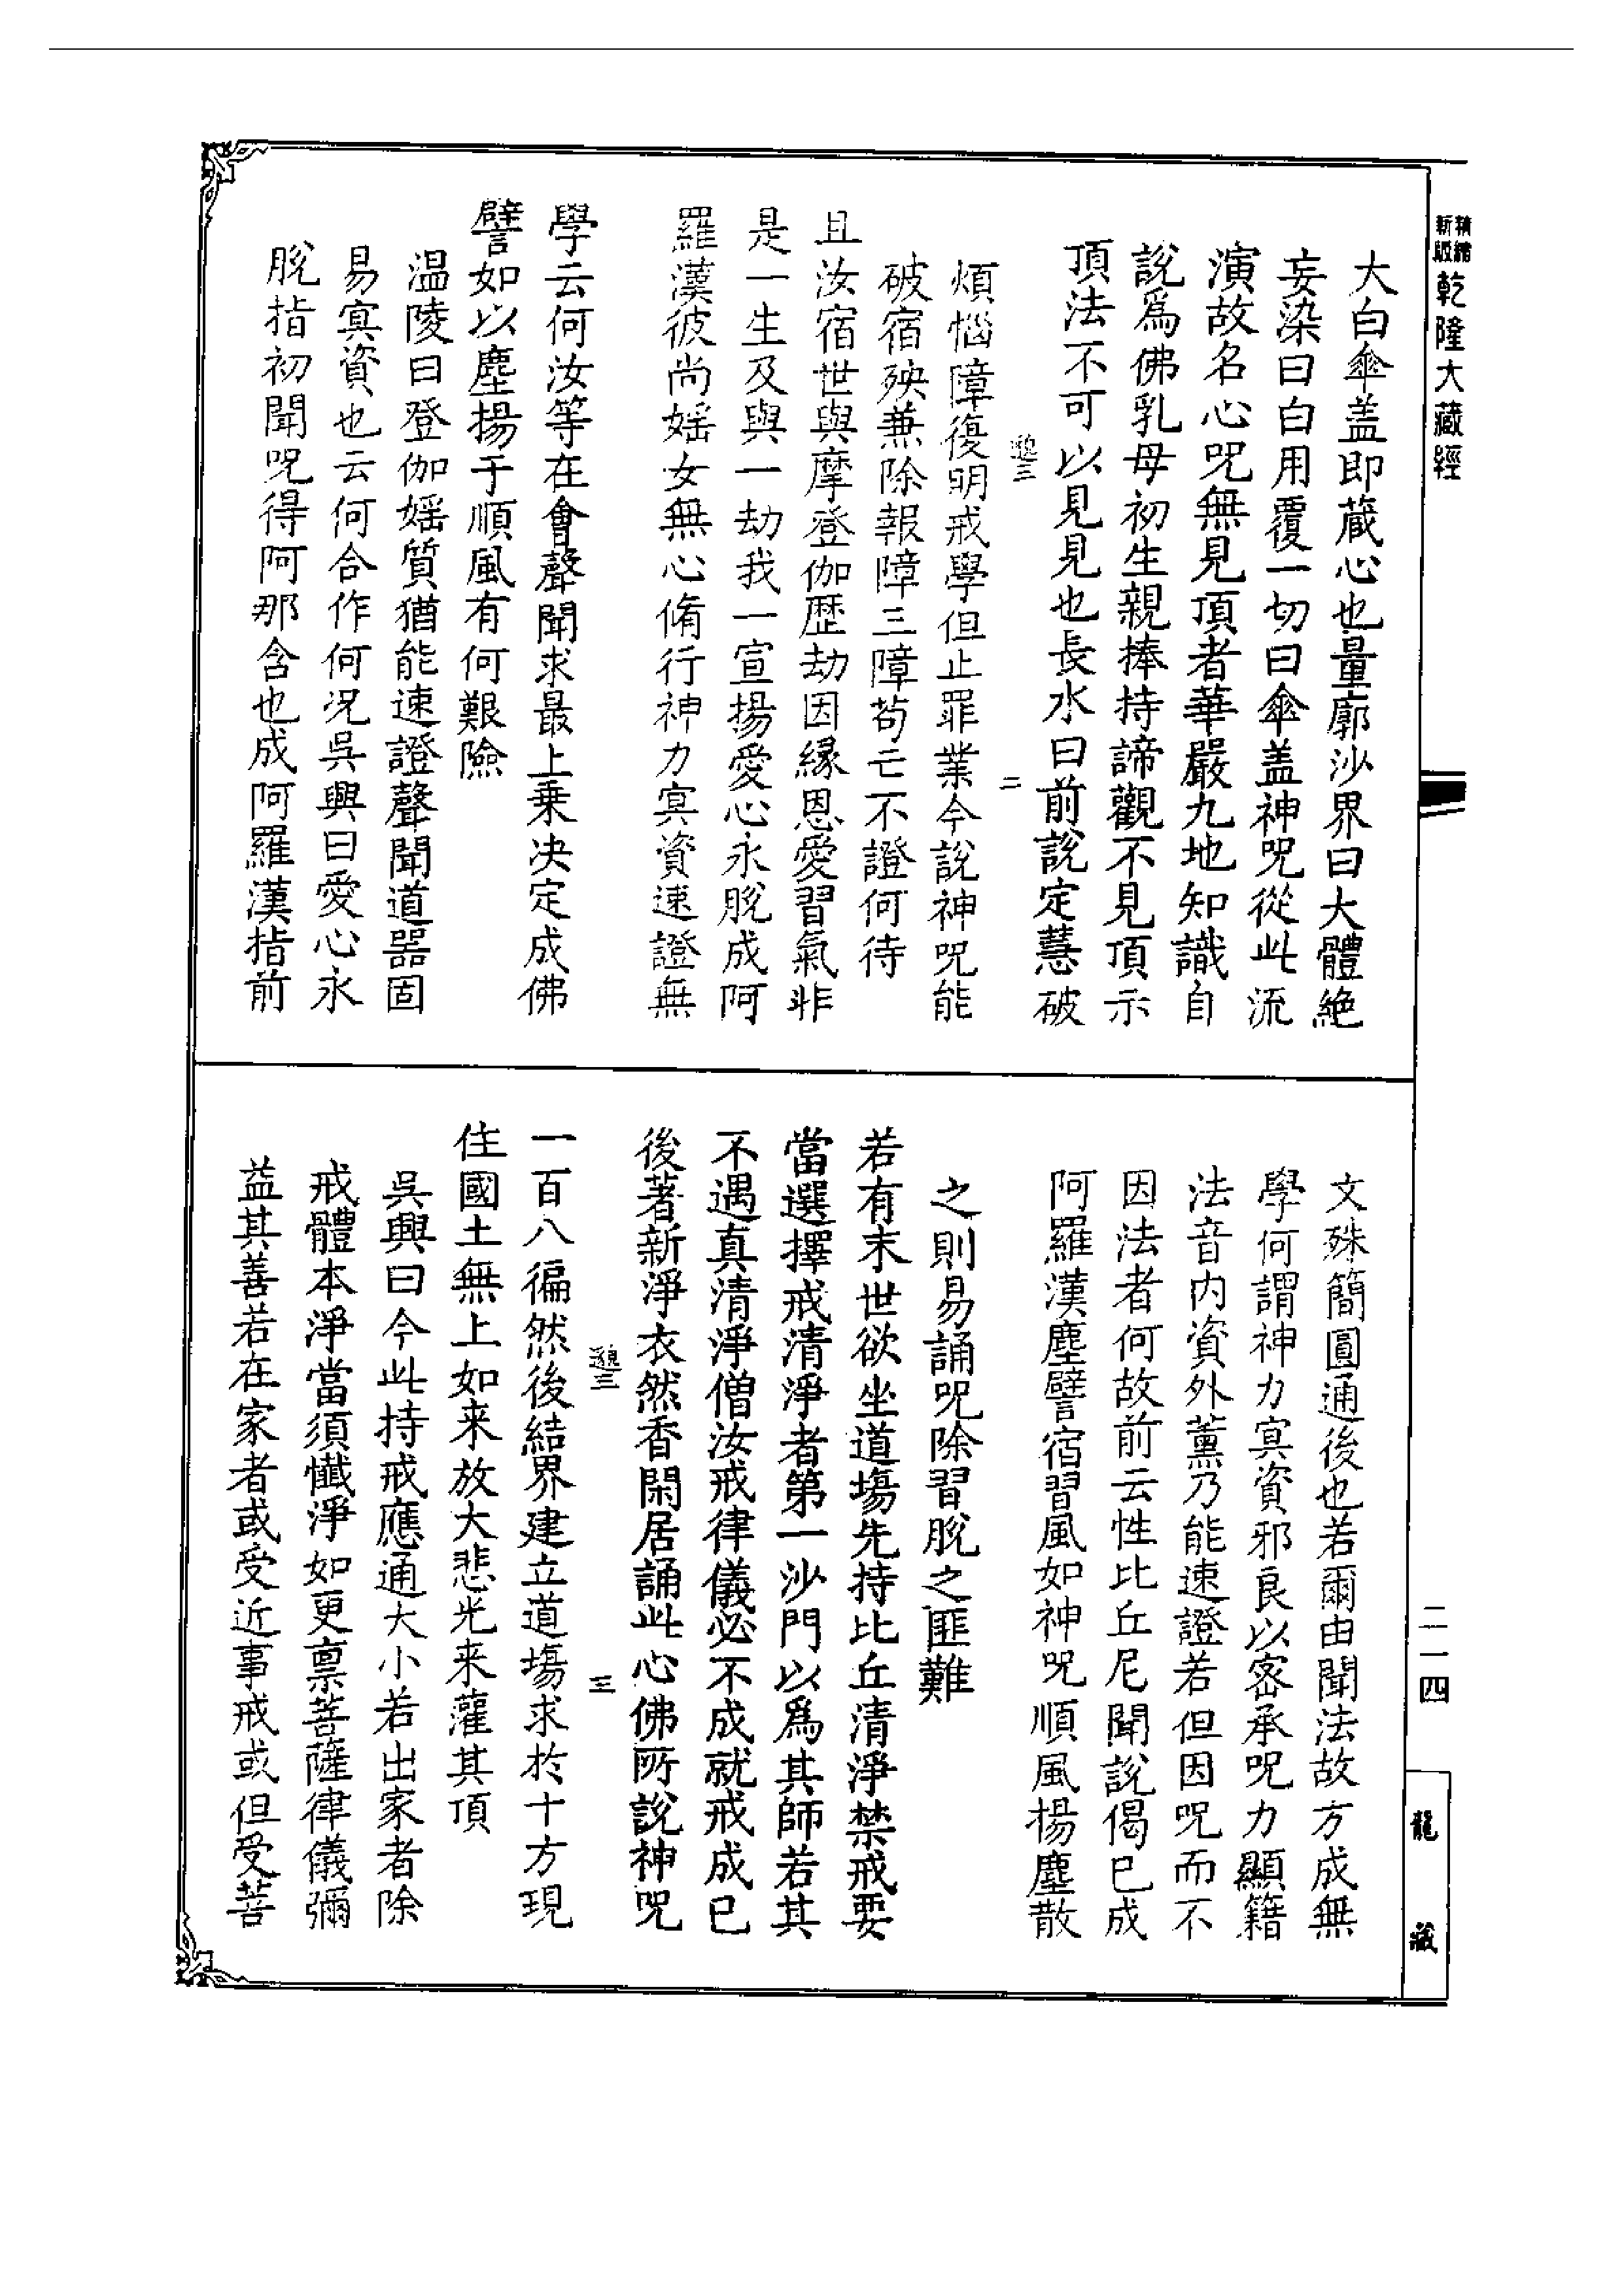 精縮新版
乾隆大藏經
大白傘盖即蔵心也量廓沙界曰大體絶
妄染曰白用覆一切曰傘盖神咒從此流
演故名心咒無見頂者華嚴九地知識自
說爲佛乳母初生親捧持諦觀不見頂示
頂法不可以見見也長水曰前說定慧破
二
煩惱障復明戒學但止罪業今說神咒能
破宿殃兼除報障三障苟亡不證何待
且汝宿世與摩登伽歷劫因縁恩愛習氣非
是一生及與一劫我一宣揚愛心永脫成阿
羅漢彼尚婬女無心脩行神力冥資速證無
學云何汝等在會聲聞求最上乗决定成佛
譬如以塵揚于順風有何艱險
温陵曰登伽婬質猶能速證聲聞道器固
易冥資也云何合作何況吳興曰愛心永
脫指初聞咒得阿那含也成阿羅漢指前
文殊簡圓通後也若爾由聞法故方成無
學何謂神力冥資邪良以密承咒力顯籍
法音内資外薰乃能速證若但因咒而不
因法者何故前云性比丘尼聞說偈已成
阿羅漢塵譬宿習風如神咒順風揚塵散
之則易誦咒除習脫之匪難
若有末世欲坐道塲先持比丘清淨禁戒要
當選擇戒清淨者第一沙門以爲其師若其
不遇真清淨僧汝戒律儀必不成就戒成已
後著新淨衣然香閑居誦此心佛所說神咒
三
一百八徧然後結界建立道塲求於十方現
住國土無上如来放大悲光来灌其頂
吳興曰今此持戒應通大小若出家者除
戒體本淨當須懺淨如更禀菩薩律儀彌
益其善若在家者或受近事戒或但受菩
二一四
龍藏